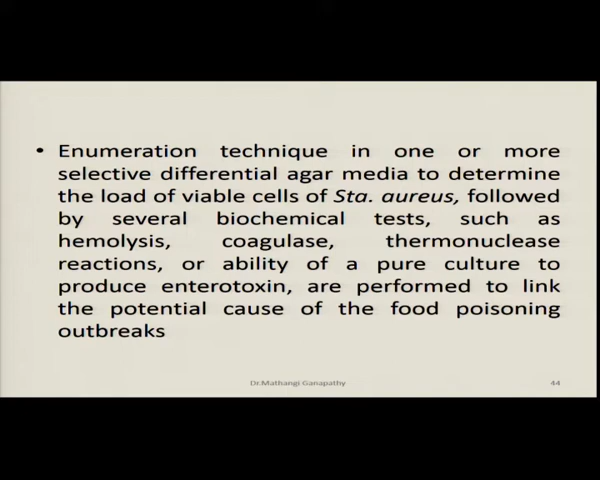 • Enumeration technique in one or more
selective differential agar media to determine
the load of viable cells of Sta. aureus, followed
by several biochemical tests, such as
hemolysis, coagulase, thermonuclease
reactions, or ability of a pure culture to
produce enterotoxin, are performed to link
the potential cause of the food poisoning
outbreaks
Dr.Mathangi Ganapathy 44